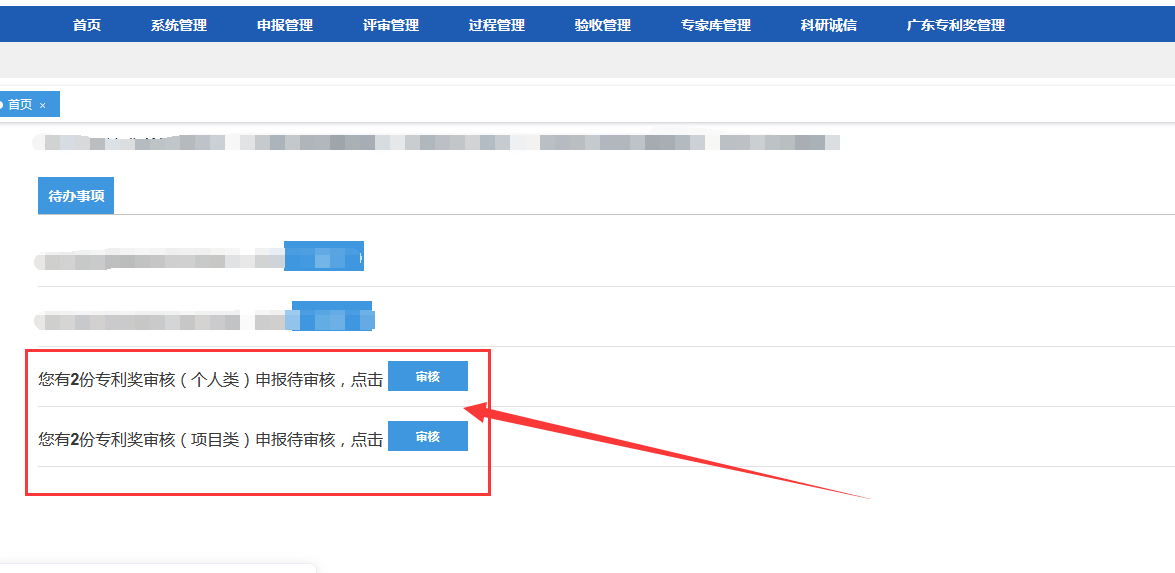 首页 系统管理 申报管理 评审管理 过程管理 验收管理 专家库管理 科研诚信 广东专利奖管理
首页 ×
待办事项
您有2份专利奖审核（个人类）申报待审核，点击 审核
您有2份专利奖审核（项目类）申报待审核，点击 审核